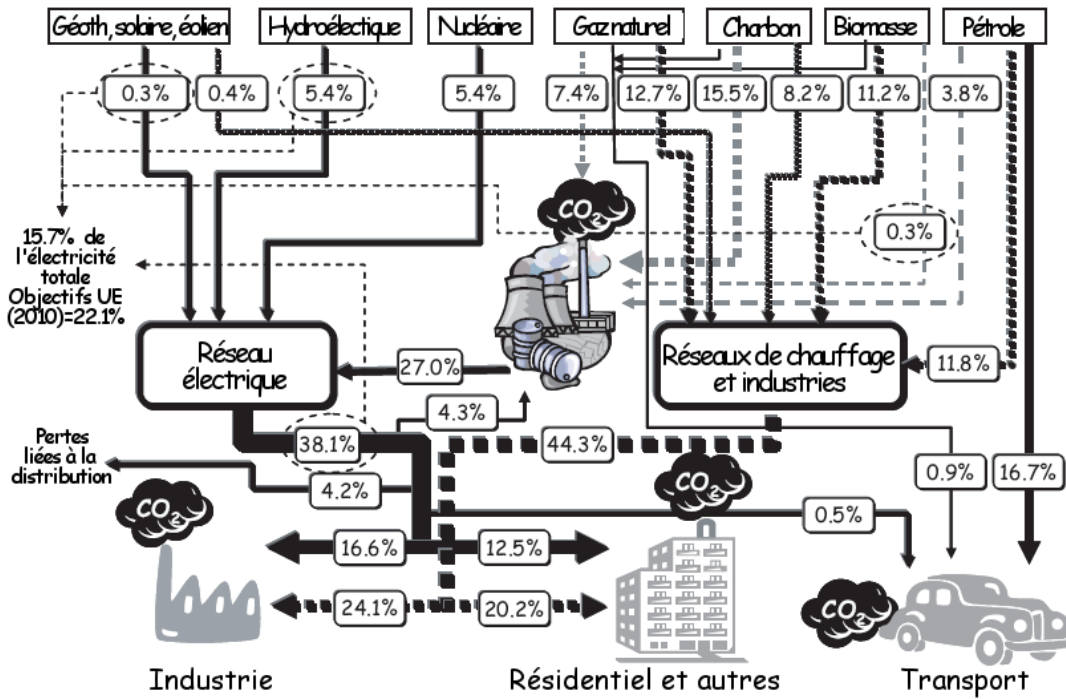 Géoth, solaire, éolien
Hydroélectique
Nucléaire
Gaz naturel
Charbon
Biomasse
Pétrole
0.3%
0.4%
5.4%
5.4%
7.4%
12.7%
15.5%
8.2%
11.2%
3.8%
CO2
0.3%
15.7% de
l'électricité
totale
Objectifs UE
(2010)=22.1%
Réseau
électrique
27.0%
Réseaux de chauffage
et industries
11.8%
4.3%
38.1%
44.3%
Pertes
liées à la
distribution
4.2%
CO2
CO2
0.9%
16.7%
0.5%
16.6%
12.5%
24.1%
20.2%
CO2
Industrie
Résidentiel et autres
Transport